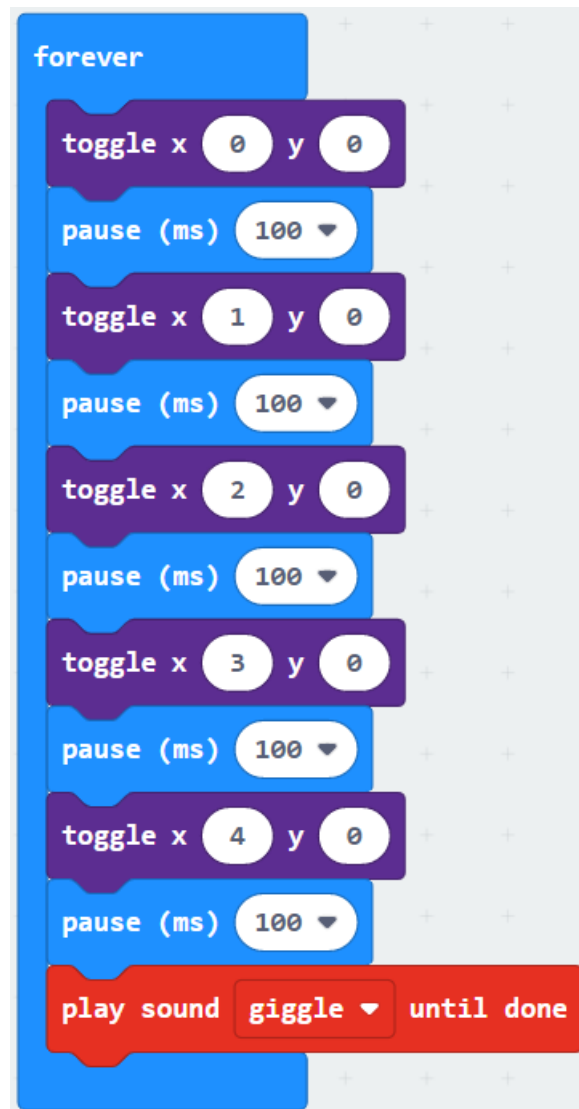 forever
toggle x 0 y 0
pause (ms) 100
toggle x 1 y 0
pause (ms) 100
toggle x 2 y 0
pause (ms) 100
toggle x 3 y 0
pause (ms) 100
toggle x 4 y 0
pause (ms) 100
play sound giggle until done